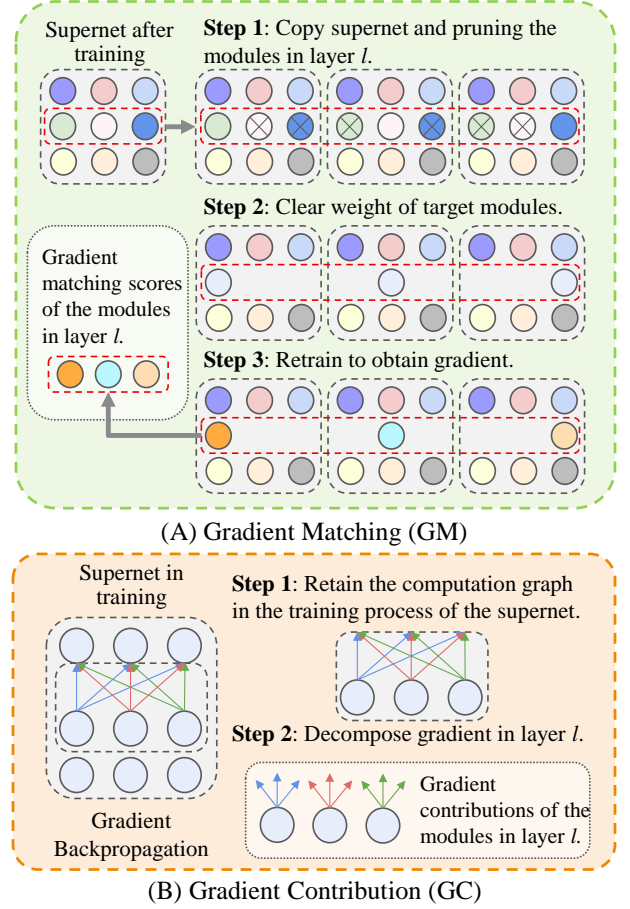 Supernet after
training
Step 1: Copy supernet and pruning the
modules in layer l.
Step 2: Clear weight of target modules.
Gradient
matching scores
of the modules
in layer l.
Step 3: Retrain to obtain gradient.
(A) Gradient Matching (GM)
Supernet in
training
Step 1: Retain the computation graph
in the training process of the supernet.
Step 2: Decompose gradient in layer l.
Gradient
contributions of the
modules in layer l.
Gradient
Backpropagation
(B) Gradient Contribution (GC)